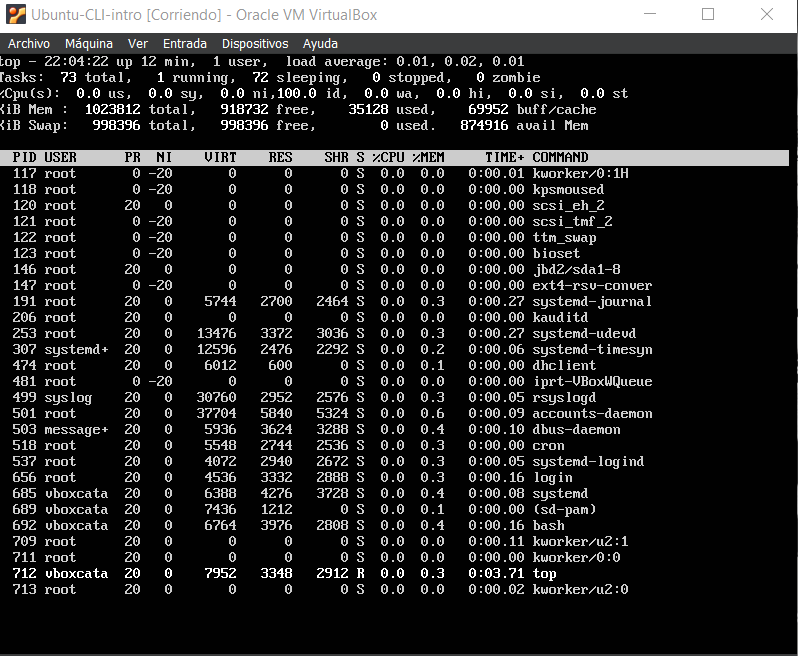 Ubuntu-CLI-intro [Corriendo] - Oracle VM VirtualBox
Archivo Máquina Ver Entrada Dispositivos Ayuda
top - 22:04:22 up 12 min, 1 user, load average: 0.01, 0.02, 0.01
Tasks: 73 total, 1 running, 72 sleeping, 0 stopped, 0 zombie
%Cpu(s): 0.0 us, 0.0 sy, 0.0 ni,100.0 id, 0.0 wa, 0.0 hi, 0.0 si, 0.0 st
KiB Mem : 1023812 total, 918732 free, 35128 used, 69952 buff/cache
KiB Swap: 998396 total, 998396 free, 0 used. 874916 avail Mem
PID USER PR NI VIRT RES SHR S %CPU %MEM TIME+ COMMAND
117 root 0 -20 0 0 0 S 0.0 0.0 0:00.01 kworker/0:1H
118 root 0 -20 0 0 0 S 0.0 0.0 0:00.00 kpsmoused
120 root 20 0 0 0 0 S 0.0 0.0 0:00.00 scsi_eh_2
121 root 0 -20 0 0 0 S 0.0 0.0 0:00.00 scsi_tmf_2
122 root 0 -20 0 0 0 S 0.0 0.0 0:00.00 ttm_swap
123 root 0 -20 0 0 0 S 0.0 0.0 0:00.00 bioset
146 root 20 0 0 0 0 S 0.0 0.0 0:00.00 jbd2/sda1-8
147 root 0 -20 0 0 0 S 0.0 0.0 0:00.00 ext4-rsv-conver
191 root 20 0 5744 2700 2464 S 0.0 0.3 0:00.27 systemd-journal
206 root 20 0 0 0 0 S 0.0 0.0 0:00.00 kauditd
253 root 20 0 13476 3372 3036 S 0.0 0.3 0:00.27 systemd-udevd
307 systemd+ 20 0 12596 2476 2292 S 0.0 0.2 0:00.06 systemd-timesyn
474 root 20 0 6012 600 0 S 0.0 0.1 0:00.00 dhclient
481 root 0 -20 0 0 0 S 0.0 0.0 0:00.00 iprt-VBoxWQueue
499 syslog 20 0 30760 2952 2576 S 0.0 0.3 0:00.05 rsyslogd
501 root 20 0 37704 5840 5324 S 0.0 0.6 0:00.09 accounts-daemon
503 message+ 20 0 5936 3624 3288 S 0.0 0.4 0:00.10 dbus-daemon
518 root 20 0 5548 2744 2536 S 0.0 0.3 0:00.00 cron
537 root 20 0 4072 2940 2672 S 0.0 0.3 0:00.05 systemd-logind
656 root 20 0 4536 3332 2888 S 0.0 0.3 0:00.16 login
685 vboxcata 20 0 6388 4276 3728 S 0.0 0.4 0:00.08 systemd
689 vboxcata 20 0 7436 1212 0 S 0.0 0.1 0:00.00 (sd-pam)
692 vboxcata 20 0 6764 3976 2808 S 0.0 0.4 0:00.16 bash
709 root 20 0 0 0 0 S 0.0 0.0 0:00.11 kworker/u2:1
711 root 20 0 0 0 0 S 0.0 0.0 0:00.00 kworker/0:0
712 vboxcata 20 0 7952 3348 2912 R 0.0 0.3 0:03.71 top
713 root 20 0 0 0 0 S 0.0 0.0 0:00.02 kworker/u2:0